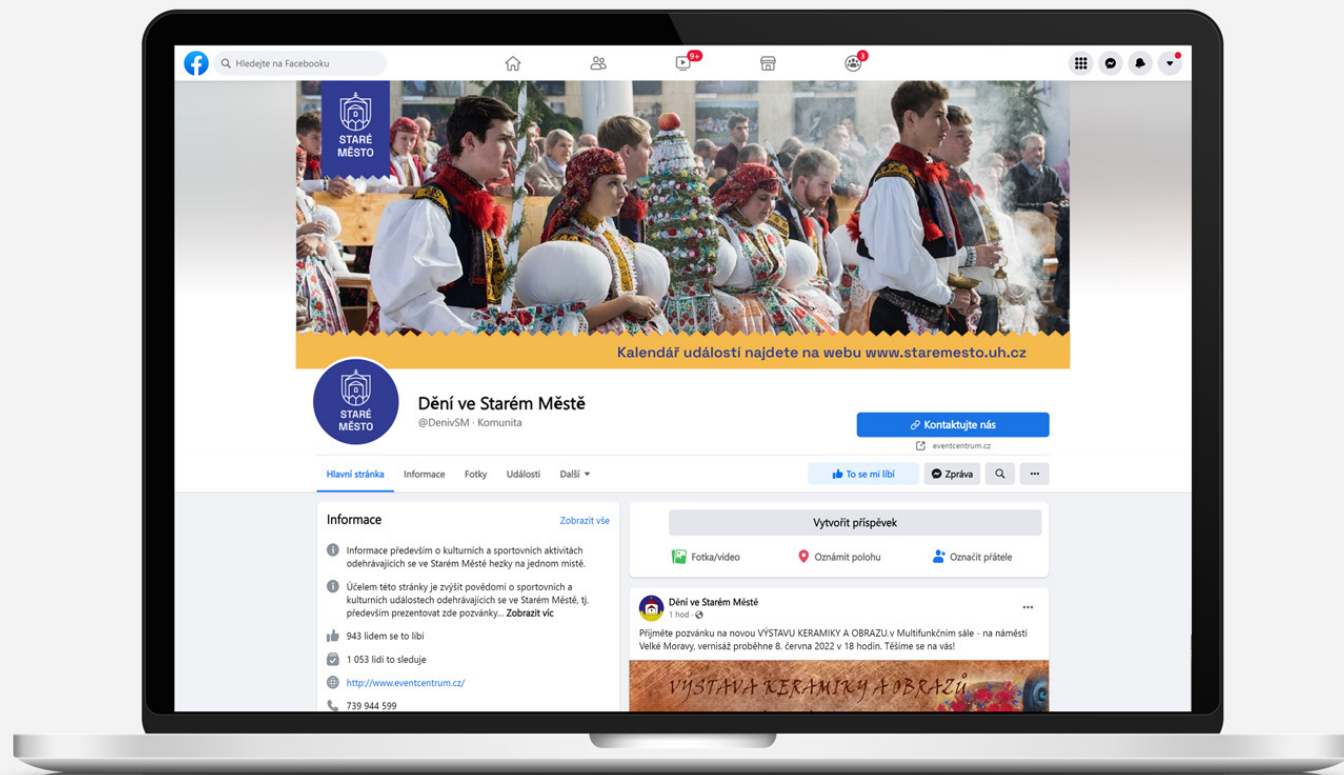 Hledejte na Facebooku
9+
3
STARÉ
MĚSTO
Kalendář událostí najdete na webu www.staremesto.uh.cz
STARÉ
MĚSTO
Dění ve Starém Městě
@DenivSM · Komunita
Kontaktujte nás
eventcentrum.cz
Hlavní stránka Informace Fotky Události Další
To se mi líbí Zpráva
Informace Zobrazit vše
Informace především o kulturních a sportovních aktivitách
odehrávajících se ve Starém Městě hezky na jednom místě.
Účelem této stránky je zvýšit povědomí o sportovních a
kulturních událostech odehrávajících se ve Starém Městě, tj.
především prezentovat zde pozvánky... Zobrazit víc
943 lidem se to líbí
1 053 lidí to sleduje
http://www.eventcentrum.cz/
739 944 599
Vytvořit příspěvek
Fotka/video Oznámit polohu Označit přátele
Dění ve Starém Městě
1 hod ·
Přijměte pozvánku na novou VÝSTAVU KERAMIKY A OBRAZU.v Multifunkčním sále - na náměstí
Velké Moravy, vernisáž proběhne 8. června 2022 v 18 hodin. Těšíme se na vás!
VÝSTAVA KERAMIKY A OBRAZŮ